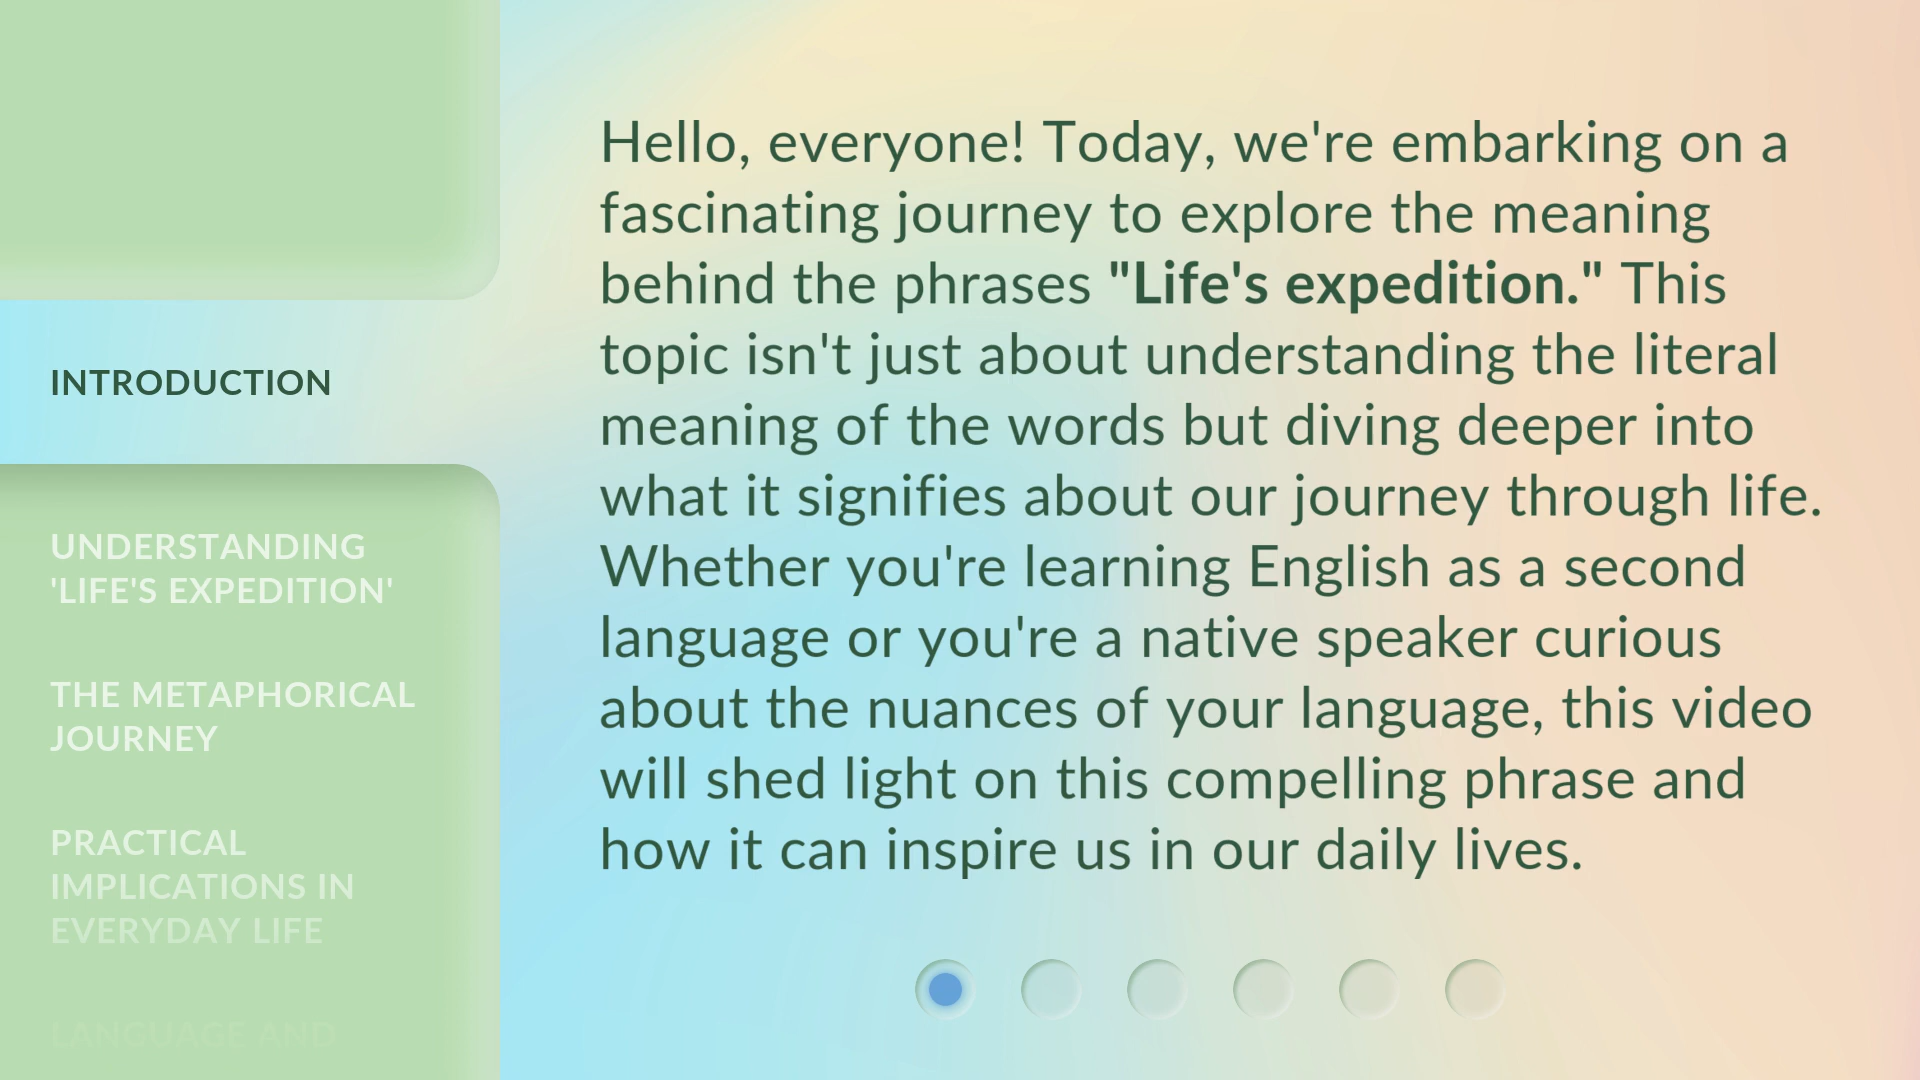 INTRODUCTION
UNDERSTANDING
'LIFE'S EXPEDITION'
THE METAPHORICAL
JOURNEY
PRACTICAL
IMPLICATIONS IN
EVERYDAY LIFE
LANGUAGE AND
Hello, everyone! Today, we're embarking on a
fascinating journey to explore the meaning
behind the phrases "Life's expedition." This
topic isn't just about understanding the literal
meaning of the words but diving deeper into
what it signifies about our journey through life.
Whether you're learning English as a second
language or you're a native speaker curious
about the nuances of your language, this video
will shed light on this compelling phrase and
how it can inspire us in our daily lives.